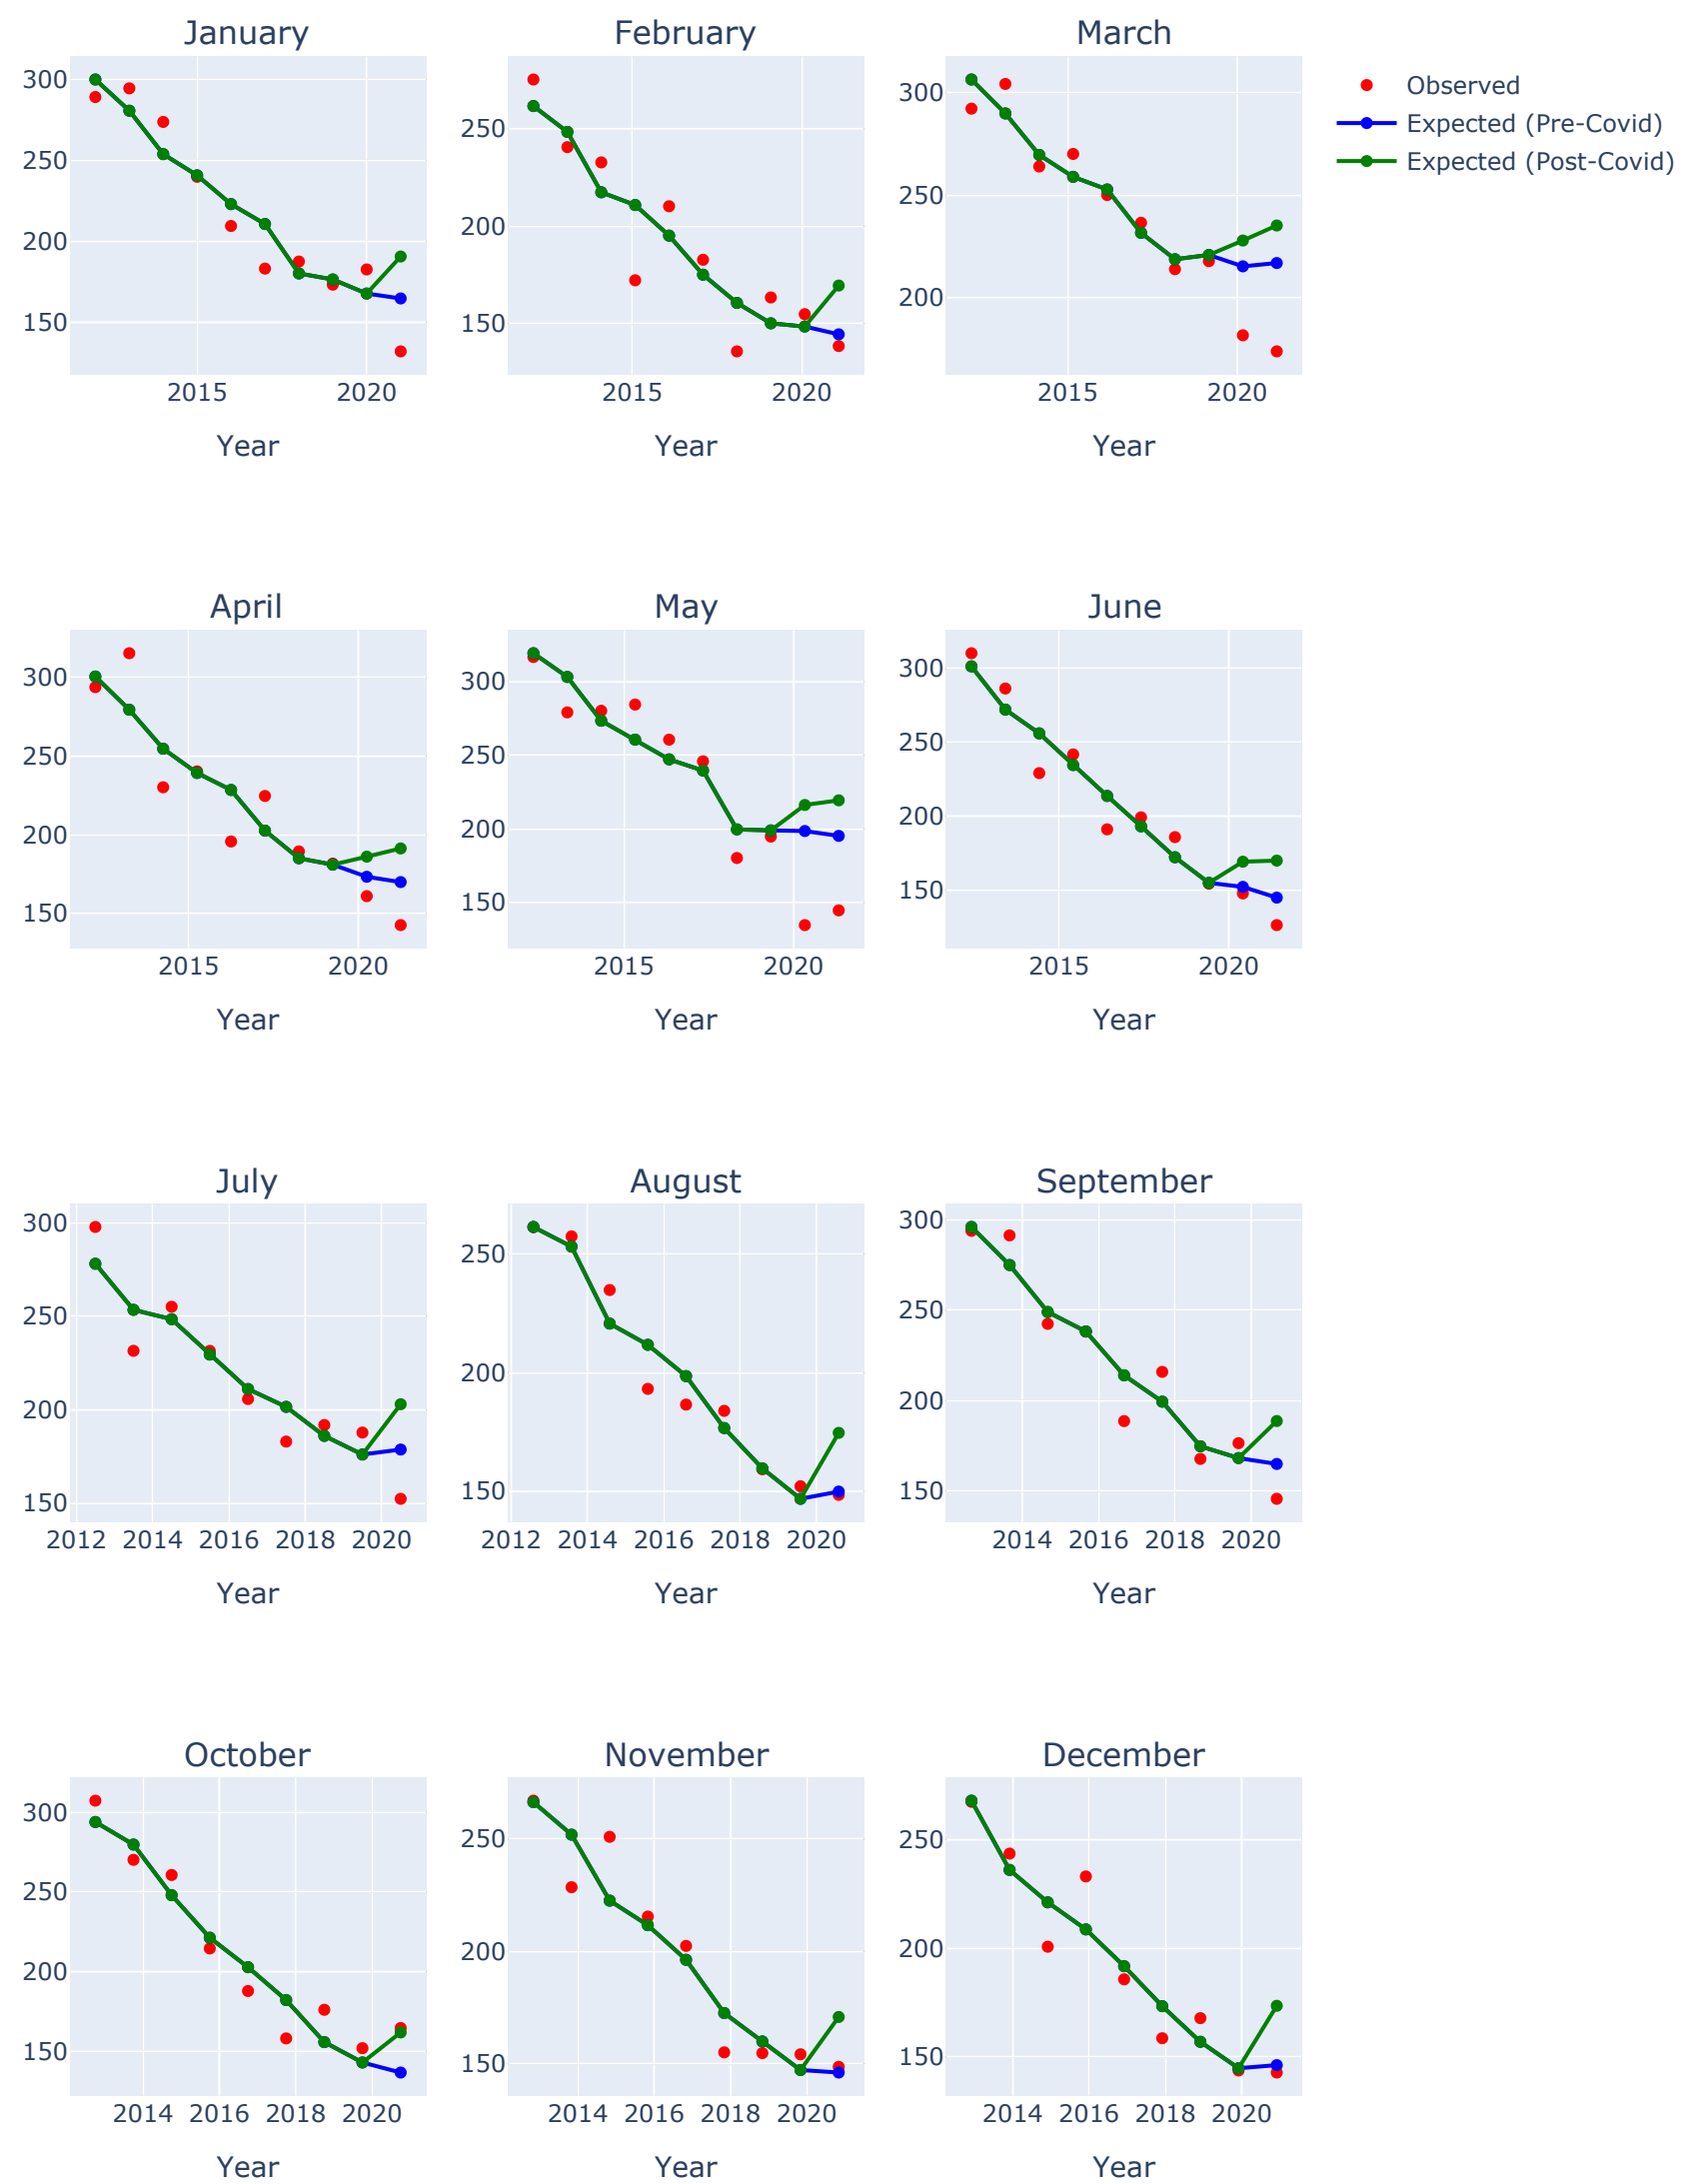 January February March
300
250
200
150
2015 2020
Year
250
200
150
2015 2020
Year
300
250
200
2015 2020
Year
Observed
Expected (Pre-Covid)
Expected (Post-Covid)
April May June
300
250
200
150
2015 2020
Year
300
250
200
150
2015 2020
Year
300
250
200
150
2015 2020
Year
July August September
300
250
200
150
2012 2014 2016 2018 2020
Year
250
200
150
2012 2014 2016 2018 2020
Year
300
250
200
150
2014 2016 2018 2020
Year
October November December
300
250
200
150
2014 2016 2018 2020
Year
250
200
150
2014 2016 2018 2020
Year
250
200
150
2014 2016 2018 2020
Year